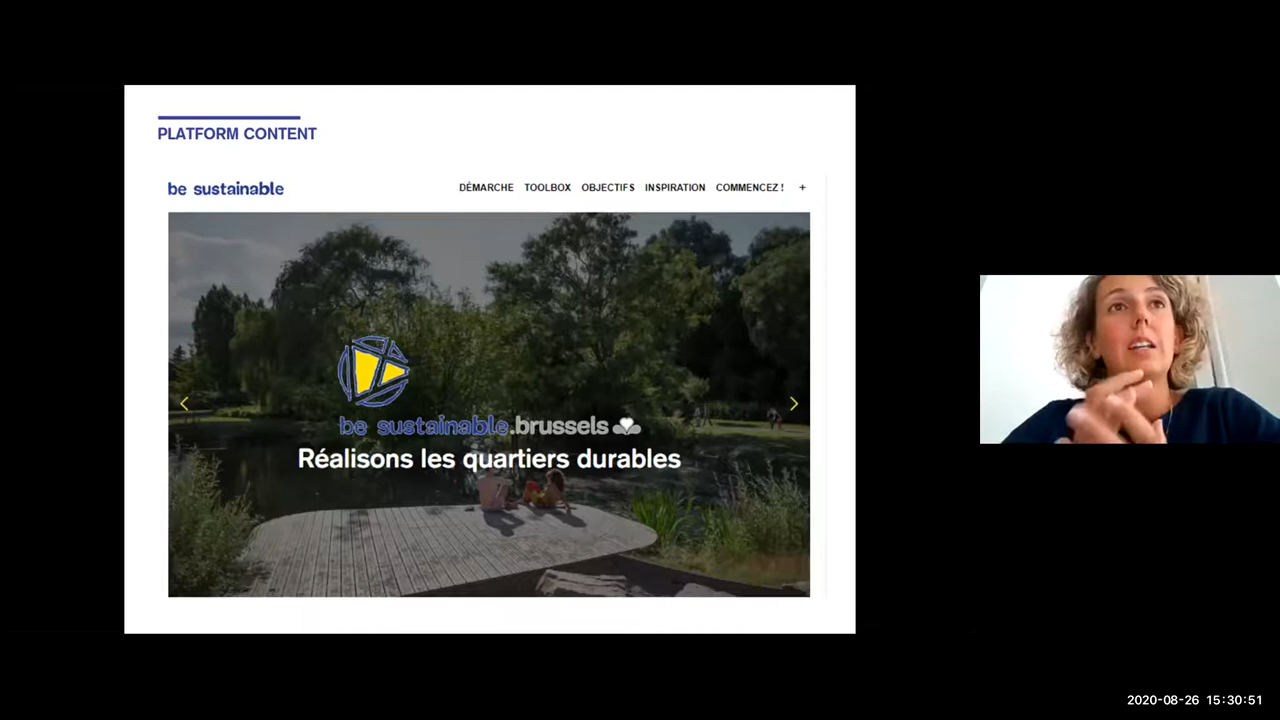 PLATFORM CONTENT
be sustainable
DÉMARCHE TOOLBOX OBJECTIFS INSPIRATION COMMENCEZ ! +
be sustainable.brussels
Réalisons les quartiers durables
2020-08-26 15:30:51